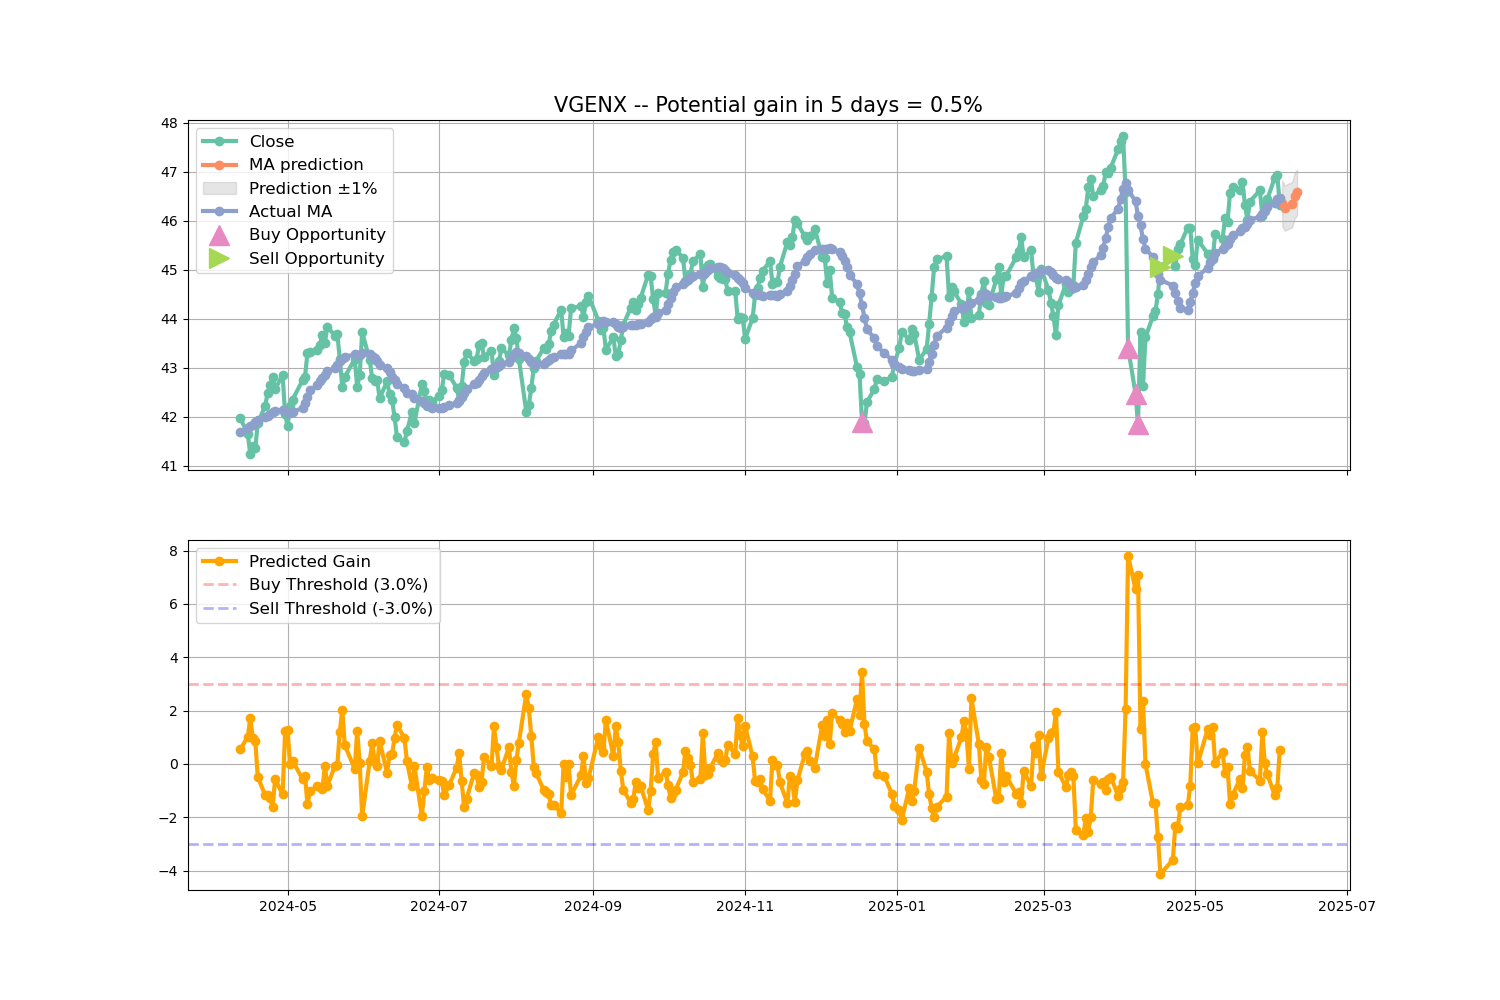 VGENX -- Potential gain in 5 days = 0.5%
48
47
46
45
44
43
42
41
Close
MA prediction
Prediction ±1%
Actual MA
Buy Opportunity
Sell Opportunity
8
6
4
2
0
−2
−4
Predicted Gain
Buy Threshold (3.0%)
Sell Threshold (-3.0%)
2024-05 2024-07 2024-09 2024-11 2025-01 2025-03 2025-05 2025-07